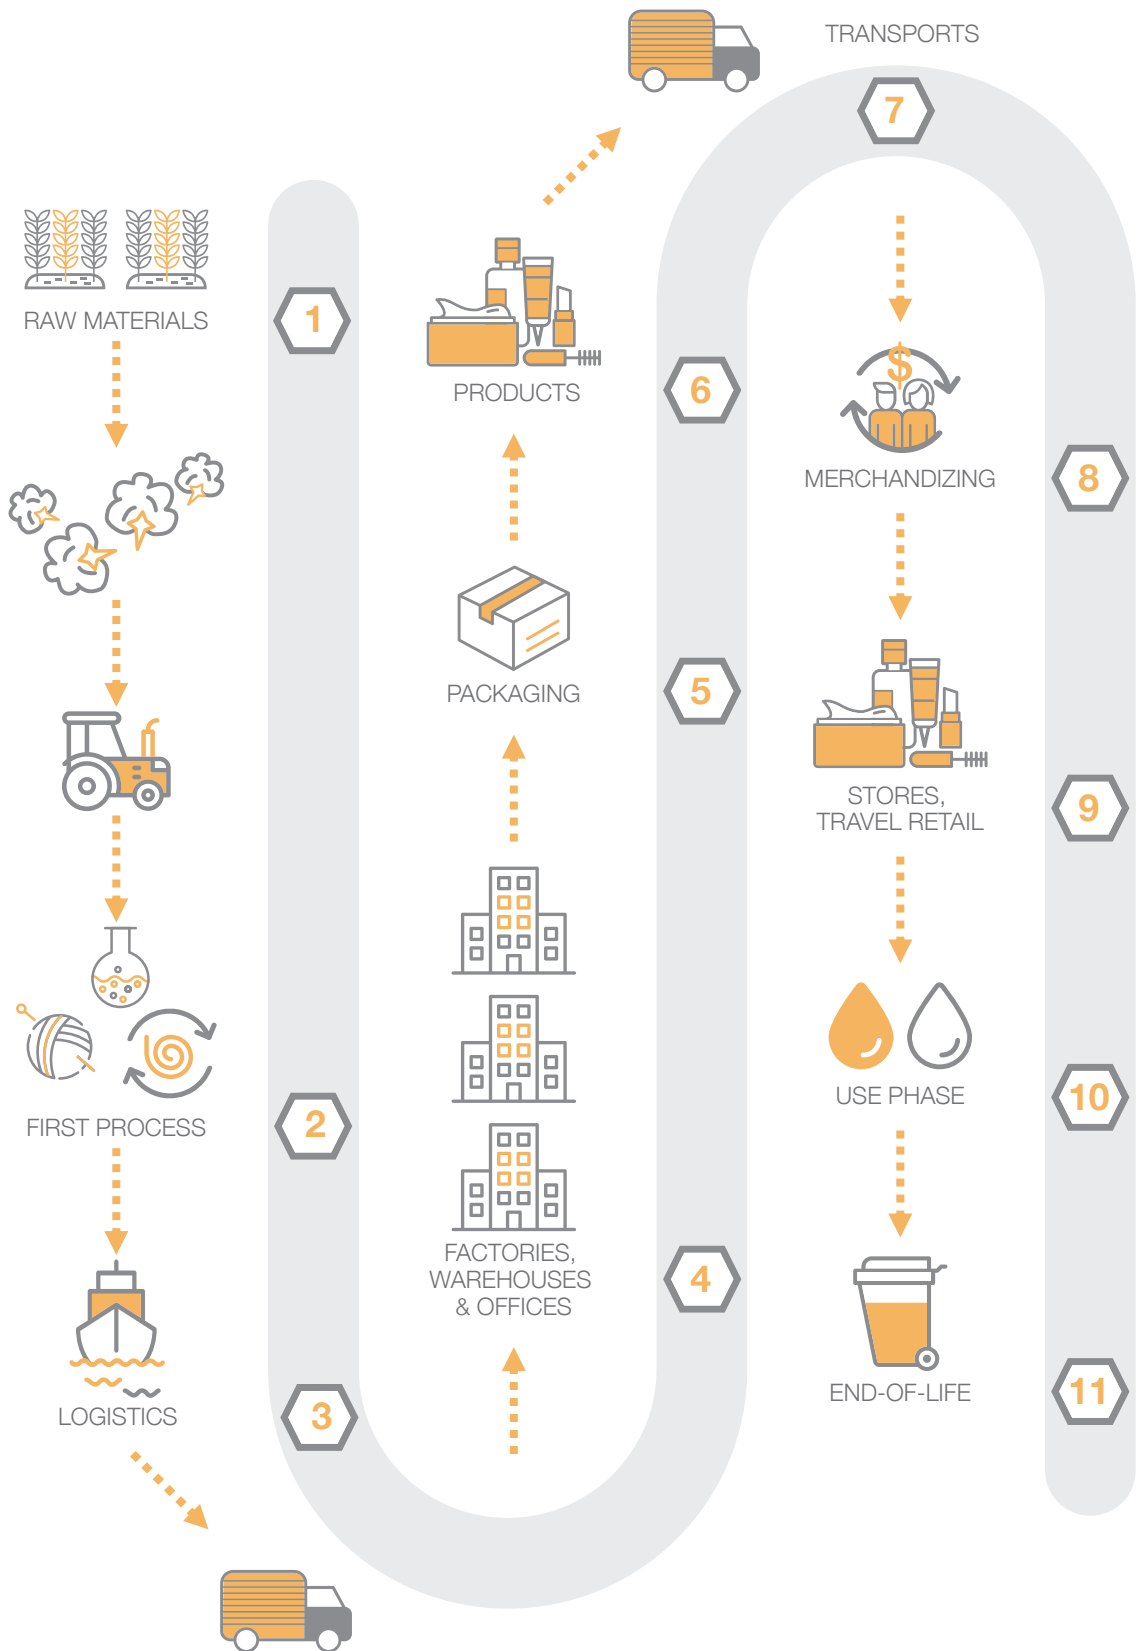 RAW MATERIALS
1
FIRST PROCESS
2
LOGISTICS
3
FACTORIES,
WAREHOUSES
& OFFICES
4
PACKAGING
5
PRODUCTS
6
TRANSPORTS
7
$
MERCHANDIZING
8
STORES,
TRAVEL RETAIL
9
USE PHASE
10
END-OF-LIFE
11